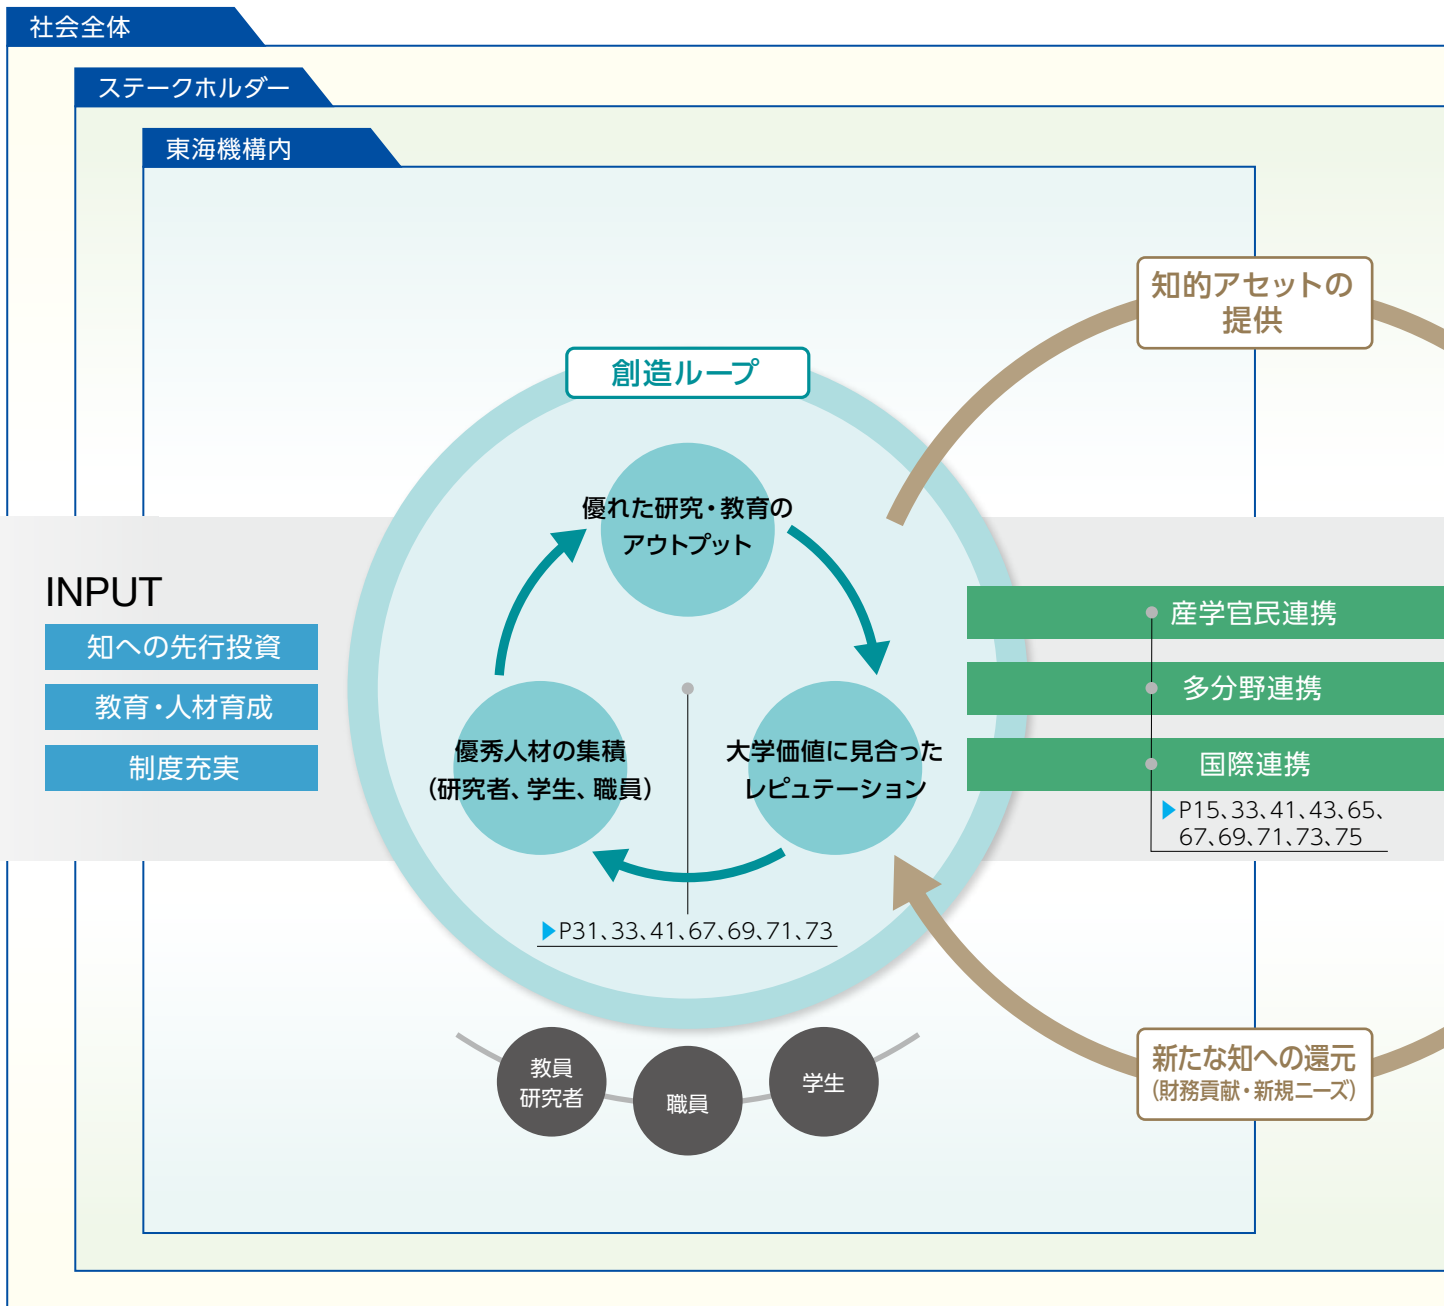 社会全体
ステークホルダー
東海機構内
知的アセットの
提供
創造ループ
優れた研究・教育の
アウトプット
INPUT
知への先行投資
教育・人材育成
制度充実
優秀人材の集積
（研究者、学生、職員）
大学価値に見合った
レピュテーション
▶P31、33、41、67、69、71、73
産学官民連携
多分野連携
国際連携
▶P15、33、41、43、65、
67、69、71、73、75
教員
研究者
職員
学生
新たな知への還元
（財務貢献・新規ニーズ）